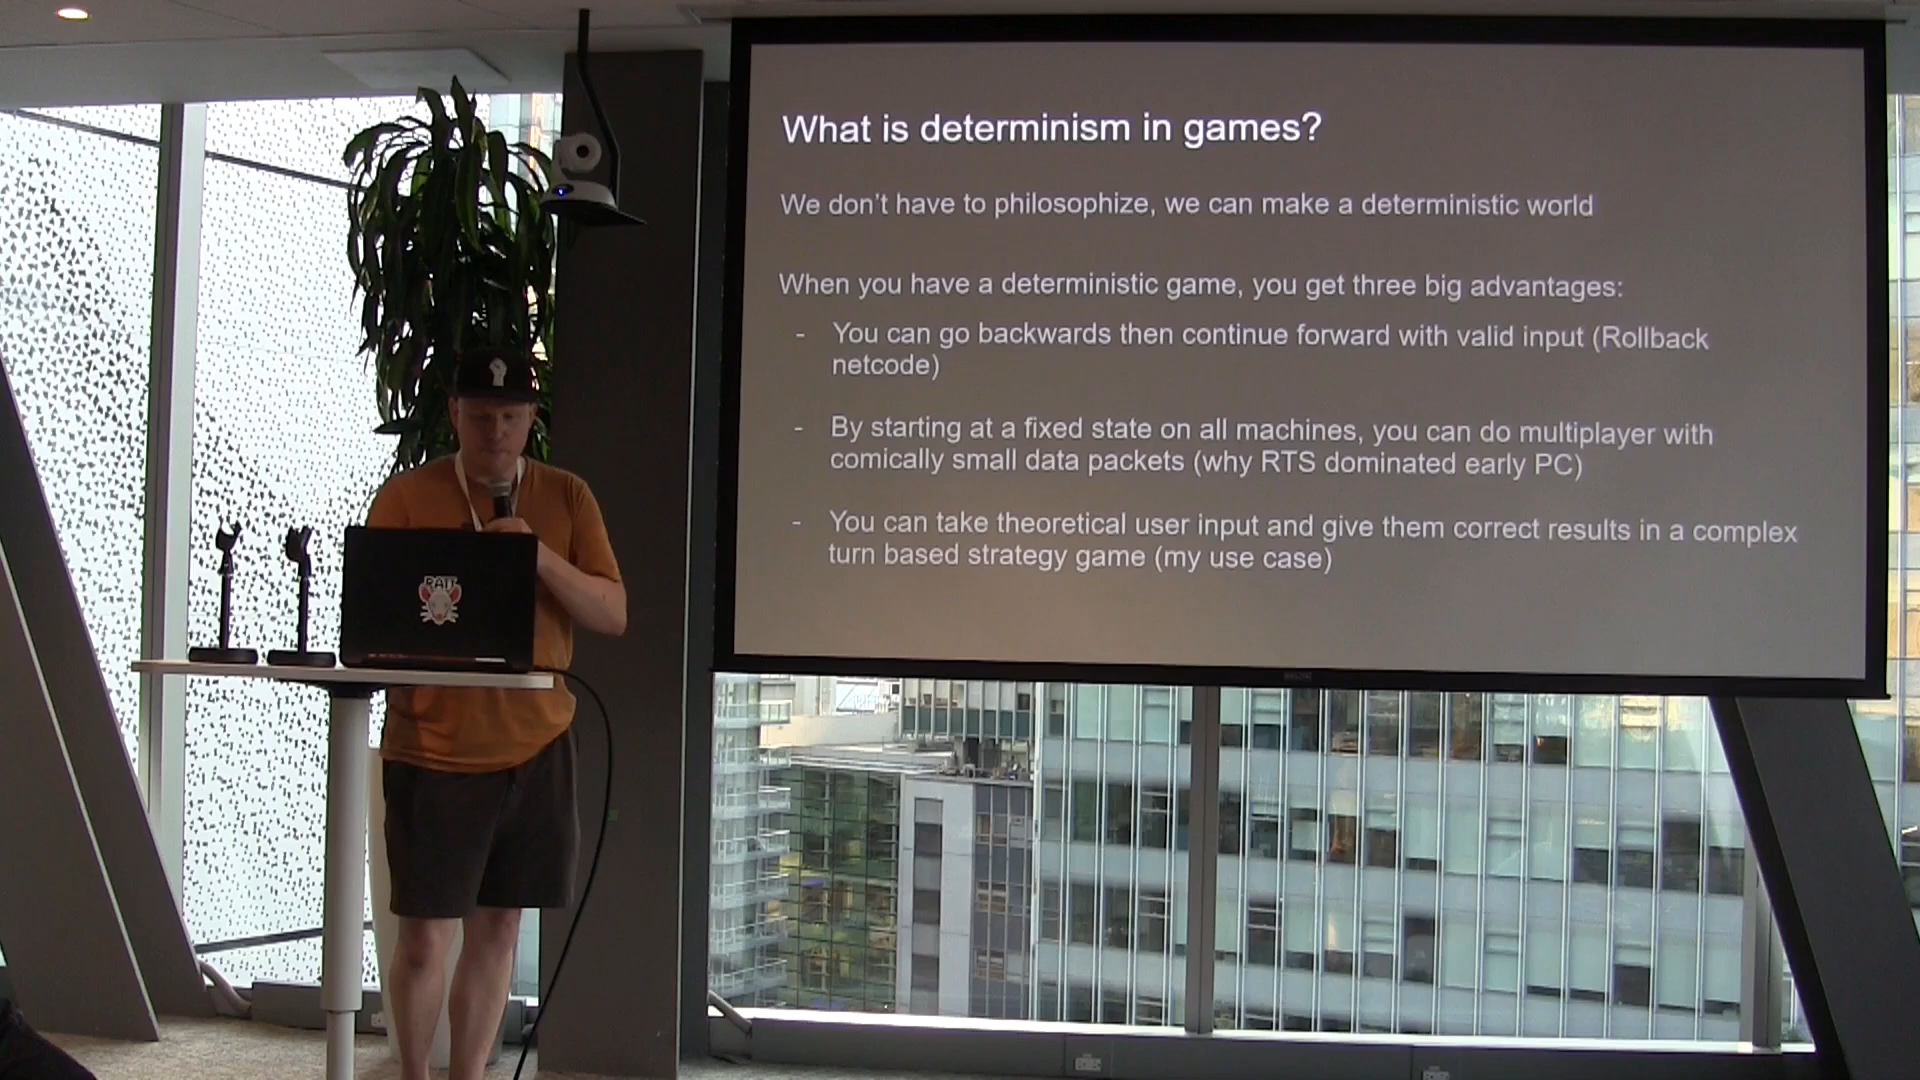 What is determinism in games?
We don't have to philosophize, we can make a deterministic world
When you have a deterministic game, you get three big advantages:
- You can go backwards then continue forward with valid input (Rollback
netcode)
- By starting at a fixed state on all machines, you can do multiplayer with
comically small data packets (why RTS dominated early PC)
- You can take theoretical user input and give them correct results in a complex
turn based strategy game (my use case)
RATT